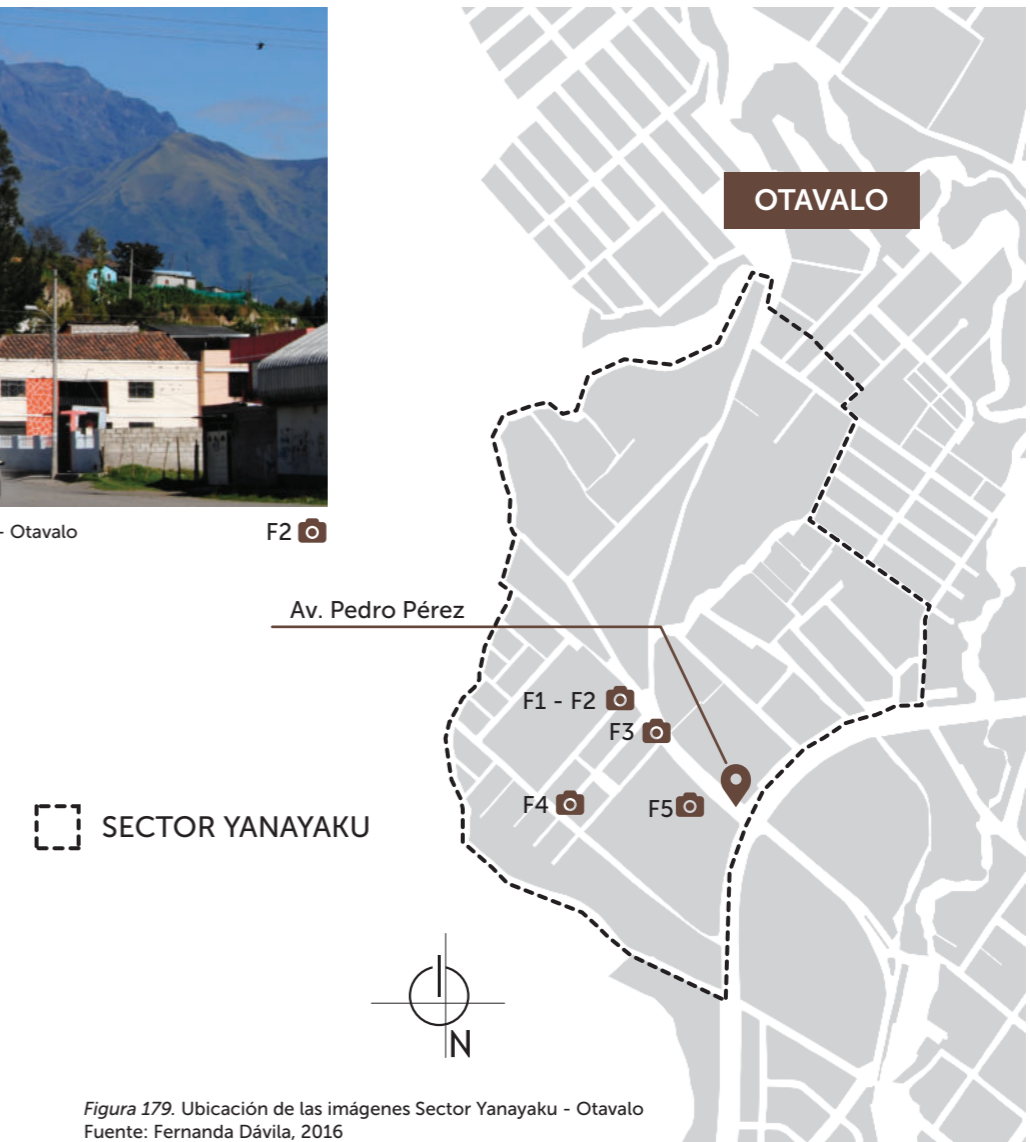 OTAVALO
- Otavalo
F2
Av. Pedro Pérez
F1 - F2
F3
F4
F5
SECTOR YANAYAKU
N
Figura 179. Ubicación de las imágenes Sector Yanayaku - Otavalo
Fuente: Fernanda Dávila, 2016